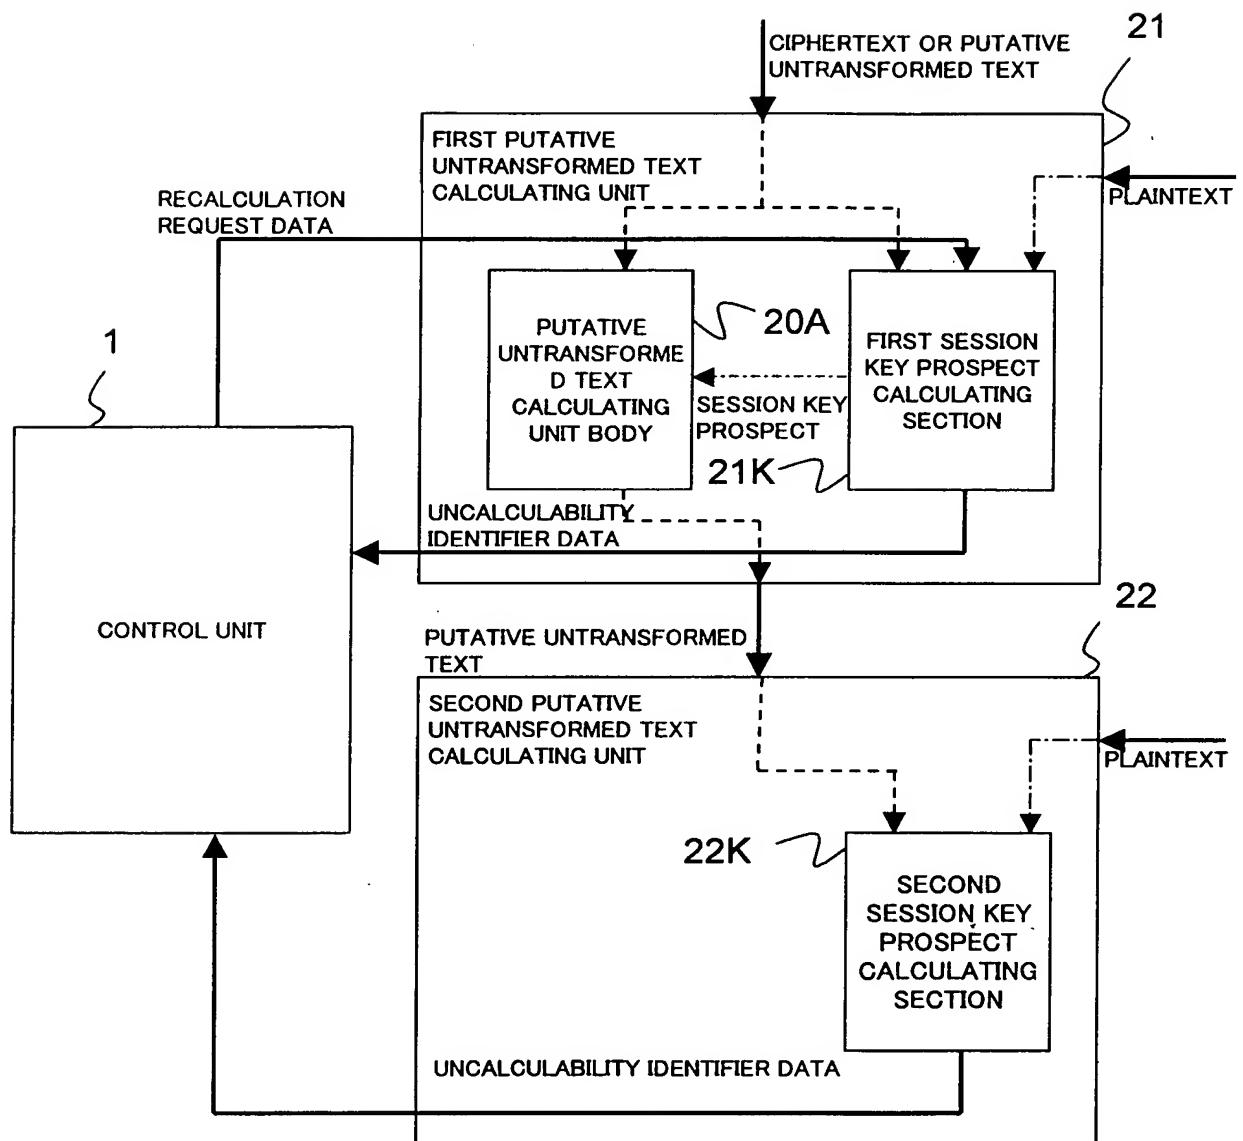 CIPHERTEXT OR PUTATIVE
UNTRANSFORMED TEXT
21
FIRST PUTATIVE
UNTRANSFORMED TEXT
CALCULATING UNIT
PLAINTEXT
RECALCULATION
REQUEST DATA
1
PUTATIVE
UNTRANSFORME
D TEXT
CALCULATING
UNIT BODY
20A
FIRST SESSION
KEY PROSPECT
CALCULATING
SECTION
SESSION KEY
PROSPECT
21K
UNCALCULABILITY
IDENTIFIER DATA
CONTROL UNIT
PUTATIVE UNTRANSFORMED
TEXT
22
SECOND PUTATIVE
UNTRANSFORMED TEXT
CALCULATING UNIT
PLAINTEXT
22K
SECOND
SESSION KEY
PROSPECT
CALCULATING
SECTION
UNCALCULABILITY IDENTIFIER DATA